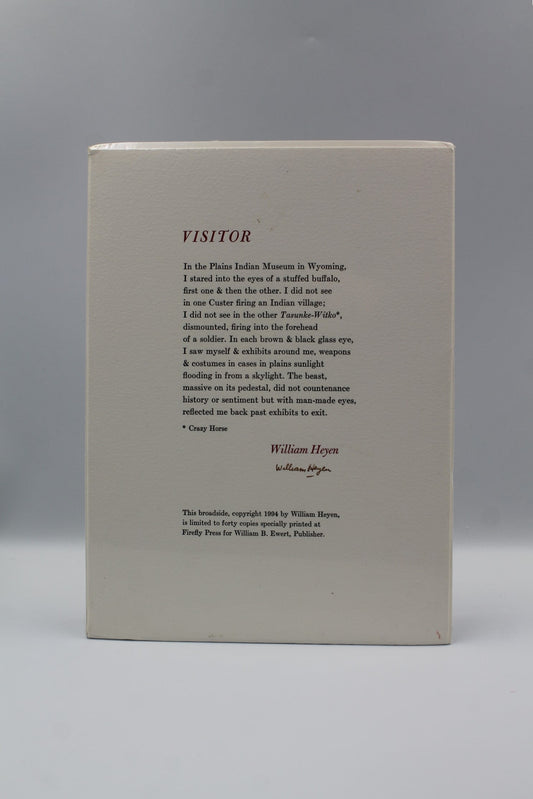 VISITOR
In the Plains Indian Museum in Wyoming,
I stared into the eyes of a stuffed buffalo,
first one & then the other. I did not see
in one Custer firing an Indian village;
I did not see in the other Tasunke-Witko*,
dismounted, firing into the forehead
of a soldier. In each brown & black glass eye,
I saw myself & exhibits around me, weapons
& costumes in cases in plains sunlight
flooding in from a skylight. The beast,
massive on its pedestal, did not countenance
history or sentiment but with man-made eyes,
reflected me back past exhibits to exit.
* Crazy Horse
William Heyen
William Heyen
This broadside, copyright 1994 by William Heyen,
is limited to forty copies specially printed at
Firefly Press for William B. Ewert, Publisher.